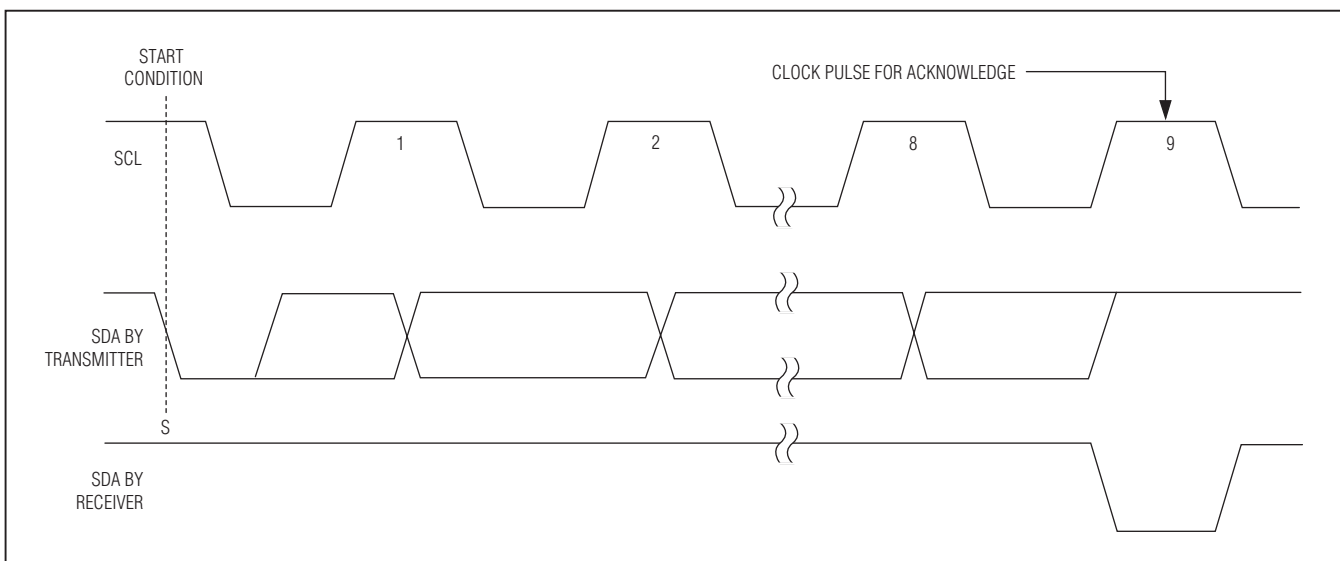 START
CONDITION
CLOCK PULSE FOR ACKNOWLEDGE
SCL
1
2
8
9
SDA BY
TRANSMITTER
S
SDA BY
RECEIVER